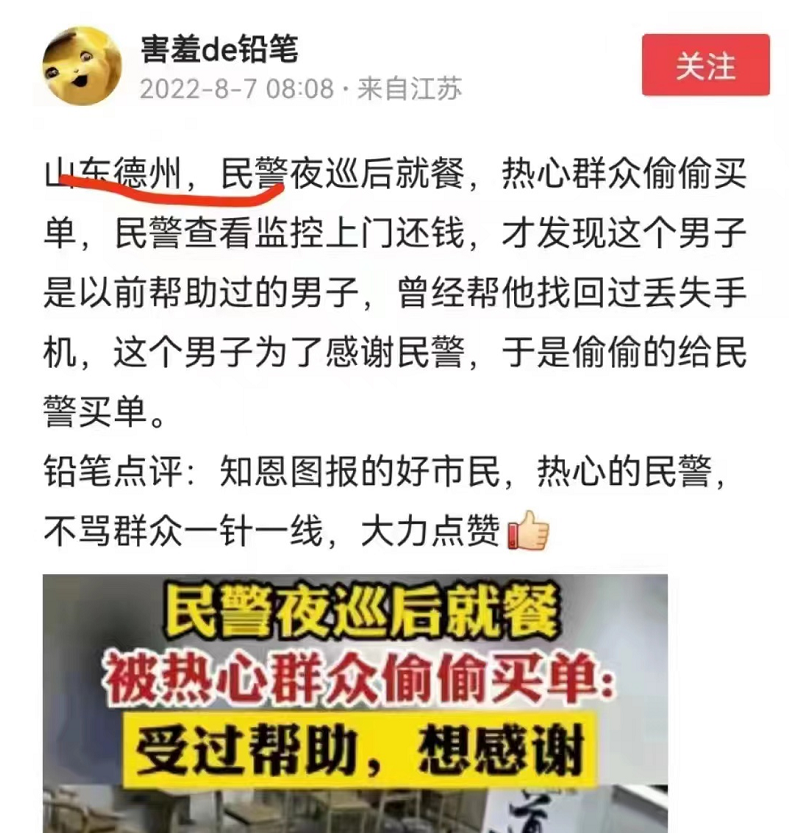 害羞de铅笔
关注
2022-8-7 08:08·来自江苏
山东德州，民警夜巡后就餐，热心群众偷偷买
单，民警查看监控上门还钱，才发现这个男子
是以前帮助过的男子，曾经帮他找回过丢失手
机，这个男子为了感谢民警，于是偷偷的给民
警买单。
铅笔点评：知恩图报的好市民，热心的民警，
不骂群众一针一线，大力点赞👍
民警夜巡后就餐
被热心群众偷偷买单：
受过帮助，想感谢
道